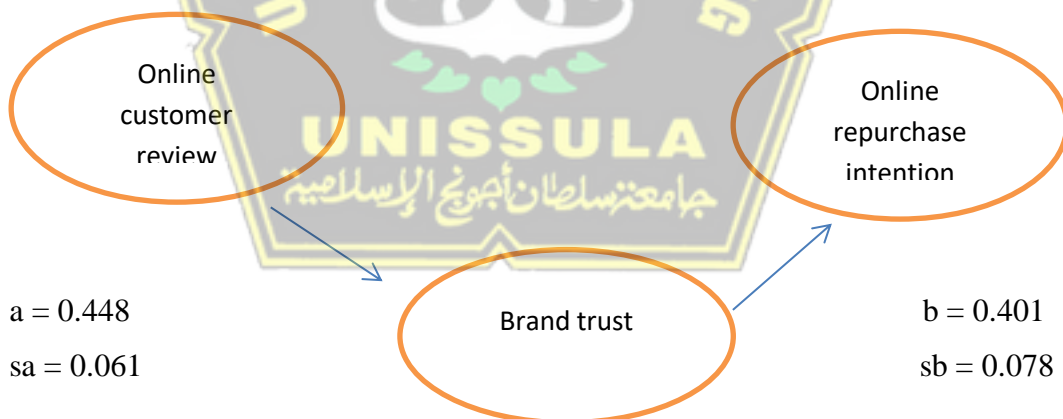 Online
customer
review
Online
repurchase
intention
UNISSULA
جامعة سلطان أجونج الإسلامية
Brand trust
a = 0.448
b = 0.401
sa = 0.061
sb = 0.078